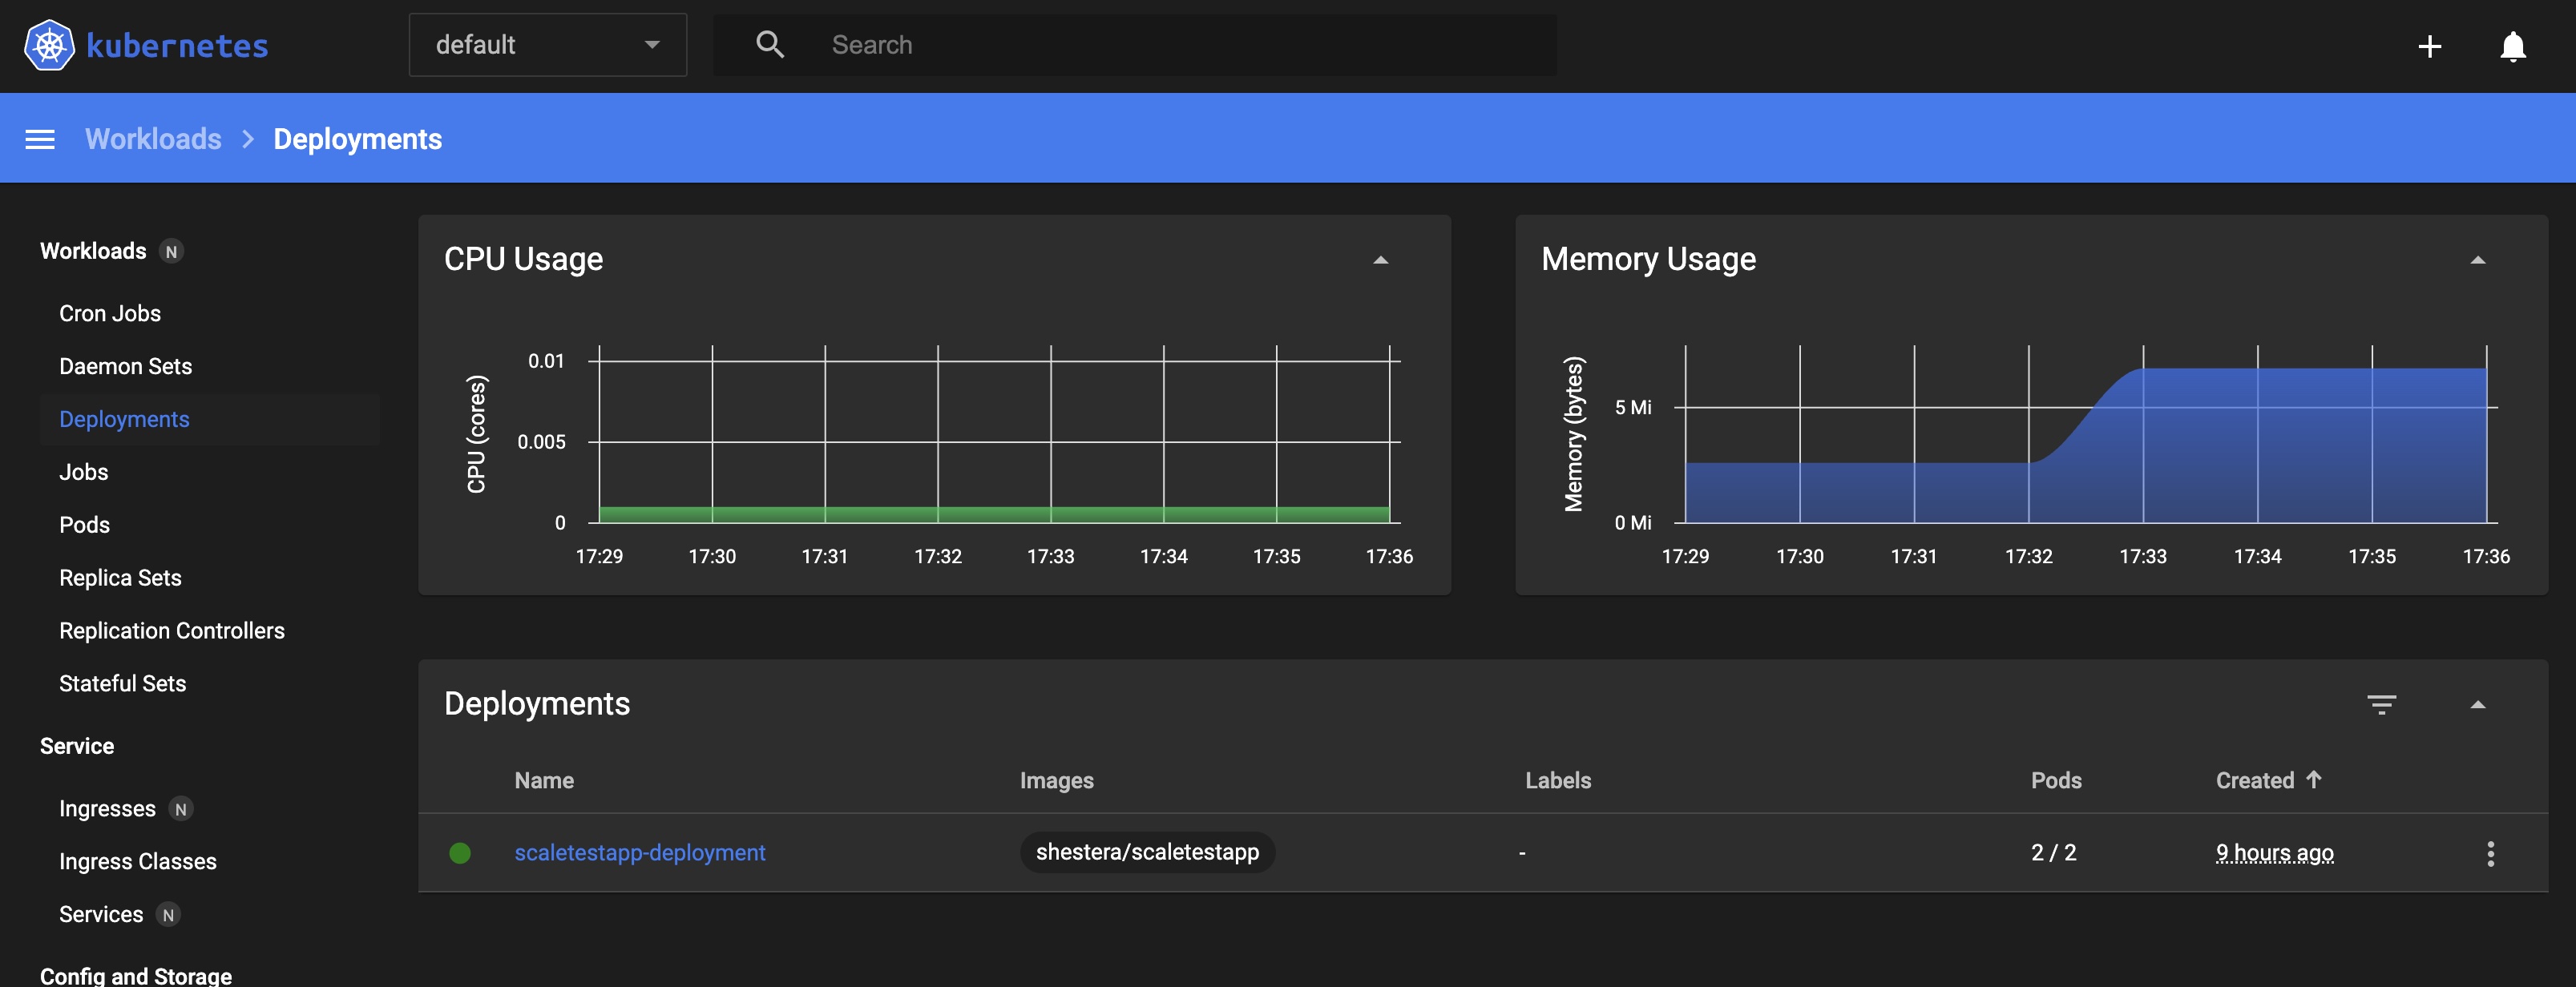 kubernetes
default
Search
Workloads
Deployments
Workloads N
Cron Jobs
Daemon Sets
Deployments
Jobs
Pods
Replica Sets
Replication Controllers
Stateful Sets
Service
Ingresses N
Ingress Classes
Services N
Config and Storage
CPU Usage
CPU (cores)
0.01
0.005
0
17:29 17:30 17:31 17:32 17:33 17:34 17:35 17:36
Memory Usage
Memory (bytes)
5 Mi
0 Mi
17:29 17:30 17:31 17:32 17:33 17:34 17:35 17:36
Deployments
Name Images Labels Pods Created ↑
scaletestapp-deployment shestera/scaletestapp - 2 / 2 9 hours ago